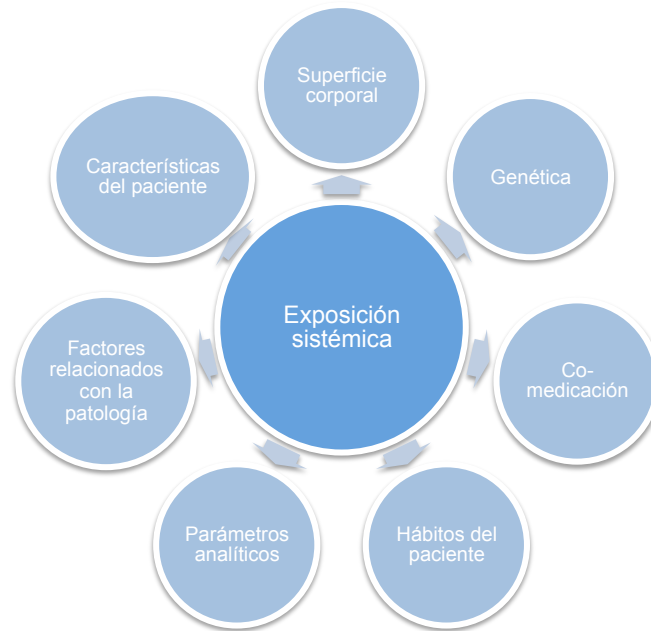 Superficie
corporal
Genética
Co-
medicación
Hábitos del
paciente
Parámetros
analíticos
Factores
relacionados
con la
patología
Características
del paciente
Exposición
sistémica